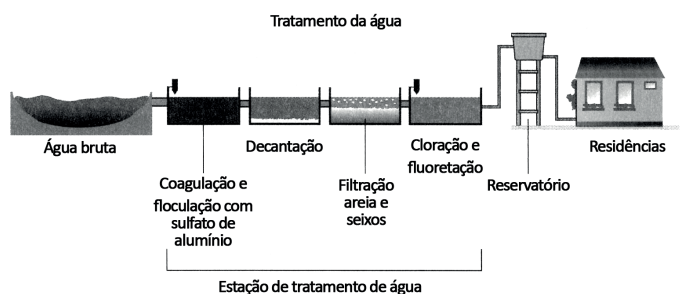 Tratamento da água
Água bruta
Coagulação e
floculação com
sulfato de
alumínio
Decantação
Filtração
areia e
seixos
Cloração e
fluoretação
Reservatório
Residências
Estação de tratamento de água